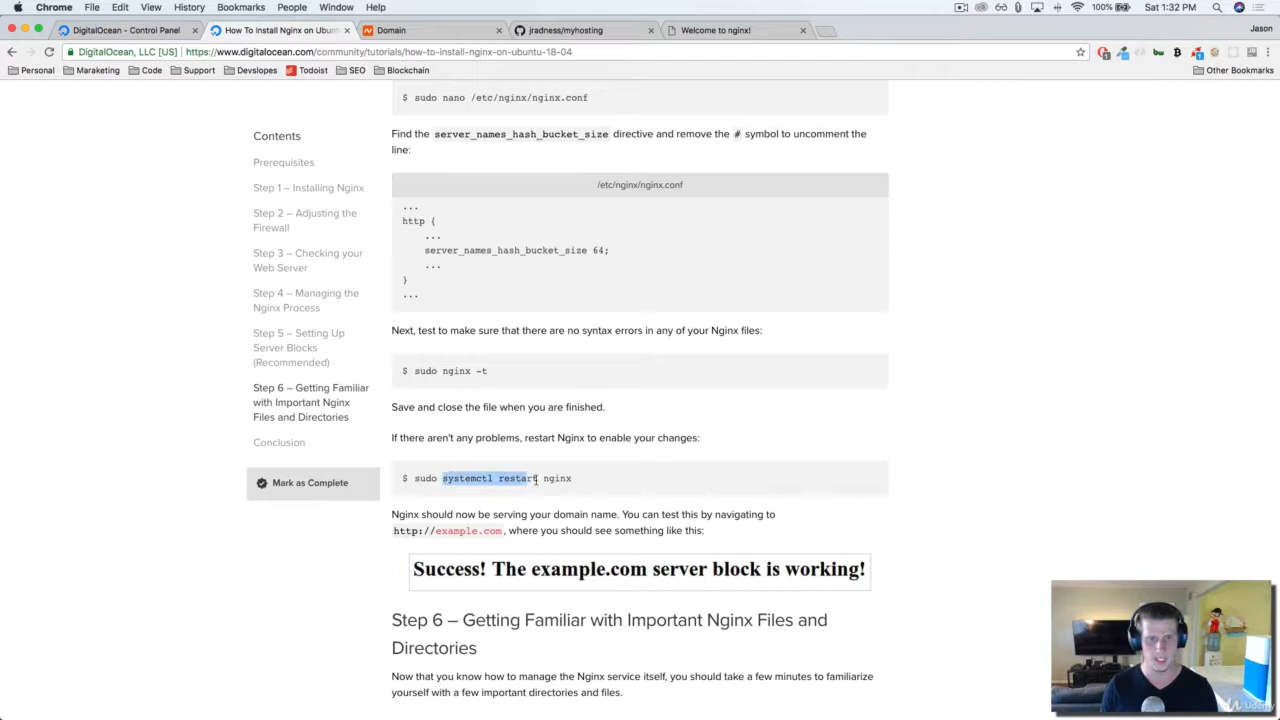 Chrome File Edit View History Bookmarks People Window Help
100% Sat 1:32 PM
DigitalOcean - Control Panel
How To Install Nginx on Ubun
Domain
jradness/myhosting
Welcome to nginx!
Jason
DigitalOcean, LLC [US] https://www.digitalocean.com/community/tutorials/how-to-install-nginx-on-ubuntu-18-04
Personal Maraketing Code Support Developes Todoist SEO Blockchain Other Bookmarks
$ sudo nano /etc/nginx/nginx.conf
Contents
Prerequisites
Step 1 – Installing Nginx
Step 2 – Adjusting the
Firewall
Step 3 – Checking your
Web Server
Step 4 – Managing the
Nginx Process
Step 5 – Setting Up
Server Blocks
(Recommended)
Step 6 – Getting Familiar
with Important Nginx
Files and Directories
Conclusion
Mark as Complete
Find the server_names_hash_bucket_size directive and remove the # symbol to uncomment the
line:
/etc/nginx/nginx.conf
...
http {
...
server_names_hash_bucket_size 64;
...
}
...
Next, test to make sure that there are no syntax errors in any of your Nginx files:
$ sudo nginx -t
Save and close the file when you are finished.
If there aren't any problems, restart Nginx to enable your changes:
$ sudo systemctl restart nginx
Nginx should now be serving your domain name. You can test this by navigating to
http://example.com, where you should see something like this:
Success! The example.com server block is working!
Step 6 – Getting Familiar with Important Nginx Files and
Directories
Now that you know how to manage the Nginx service itself, you should take a few minutes to familiarize
yourself with a few important directories and files.
Udemy